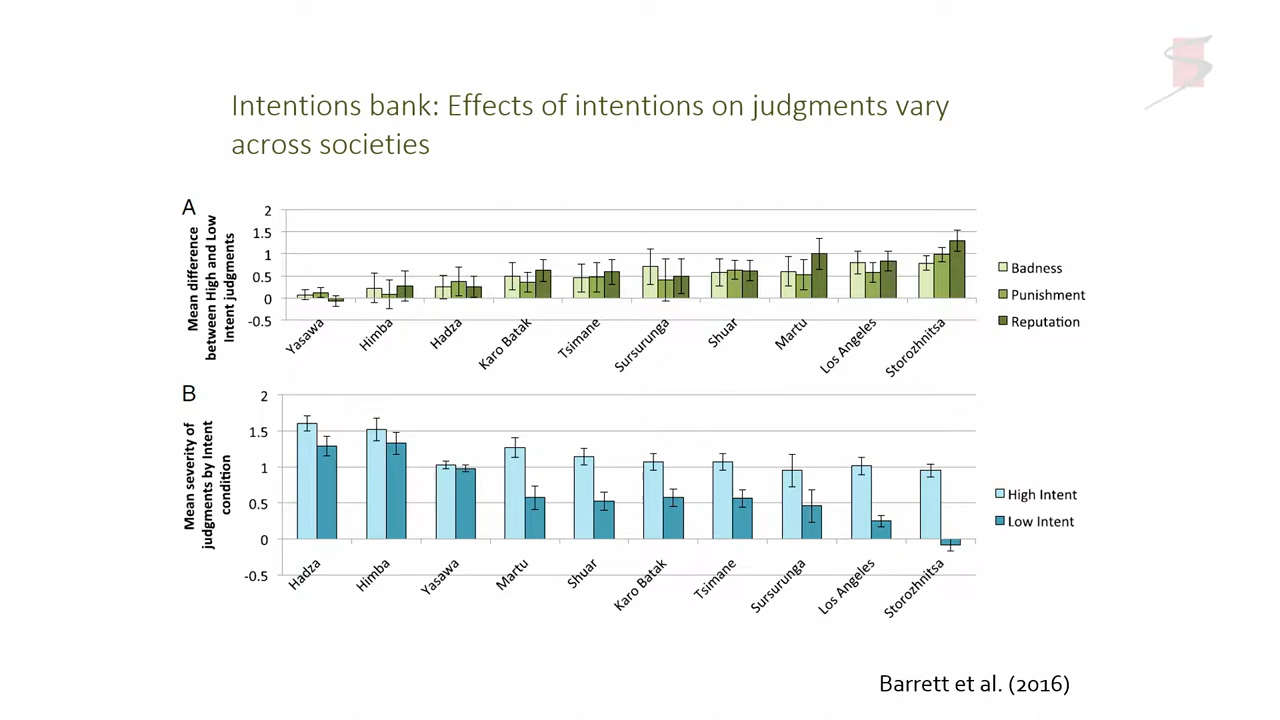 Intentions bank: Effects of intentions on judgments vary
across societies
A
Mean difference
between High and Low
Intent judgments
2
1.5
1
0.5
0
-0.5
Yasawa
Himba
Hadza
Karo Batak
Tsimane
Sursurunga
Shuar
Martu
Los Angeles
Storozhnitsa
Badness
Punishment
Reputation
B
Mean severity of
judgments by Intent
condition
2
1.5
1
0.5
0
-0.5
Hadza
Himba
Yasawa
Martu
Shuar
Karo Batak
Tsimane
Sursurunga
Los Angeles
Storozhnitsa
High Intent
Low Intent
Barrett et al. (2016)